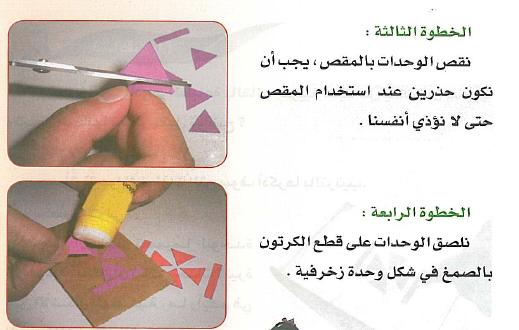 الخطوة الثالثة :
نقص الوحدات بالمقص ، يجب أن
نكون حذرين عند استخدام المقص
حتى لا نؤذي أنفسنا .
الخطوة الرابعة :
نلصق الوحدات على قطع الكرتون
بالصمغ في شكل وحدة زخرفية .